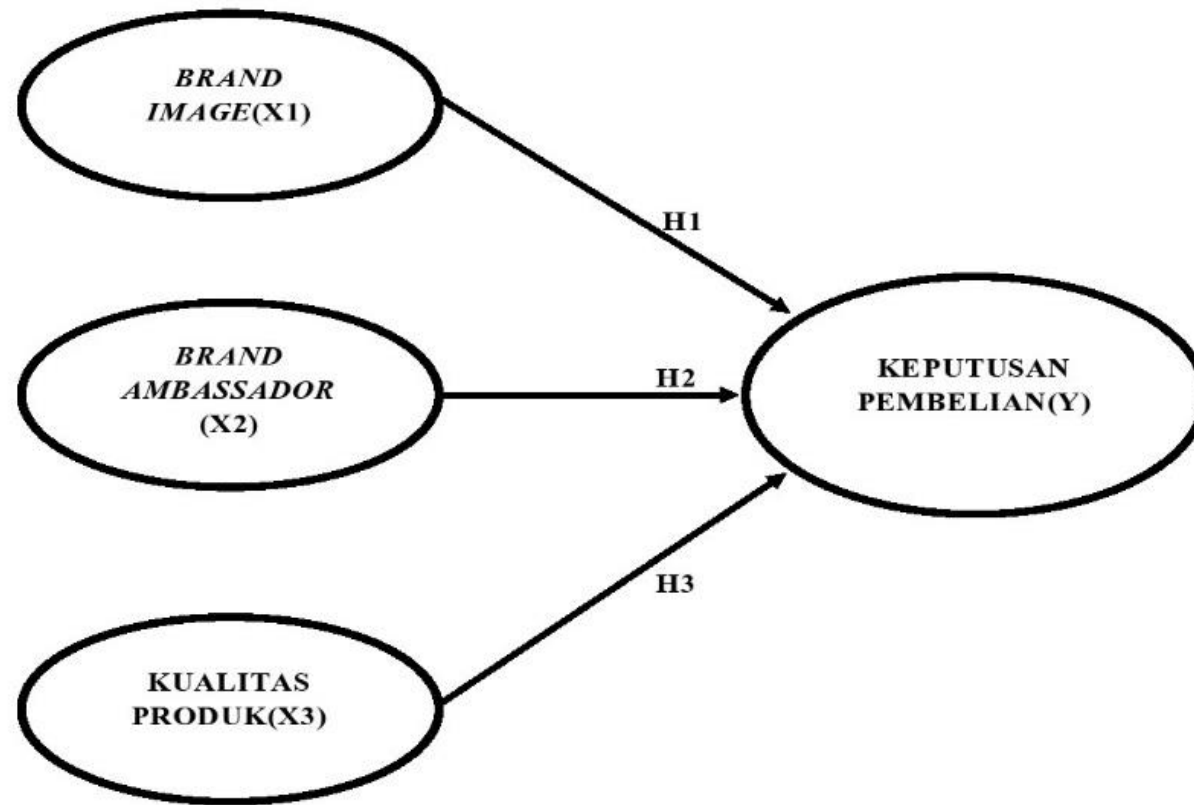 BRAND
IMAGE(X1)
H1
BRAND
AMBASSADOR
(X2)
H2
KEPUTUSAN
PEMBELIAN(Y)
H3
KUALITAS
PRODUK(X3)